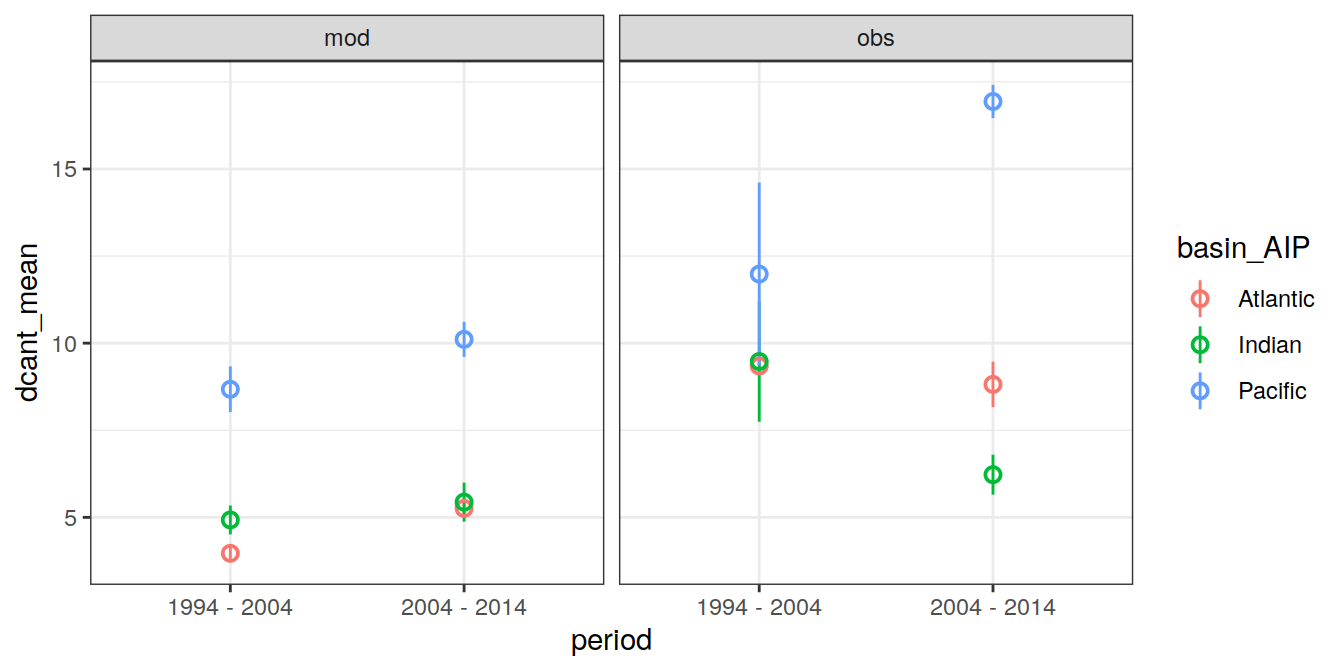 mod
obs
15
10
5
dcant_mean
1994 - 2004
2004 - 2014
1994 - 2004
2004 - 2014
period
basin_AIP
Atlantic
Indian
Pacific